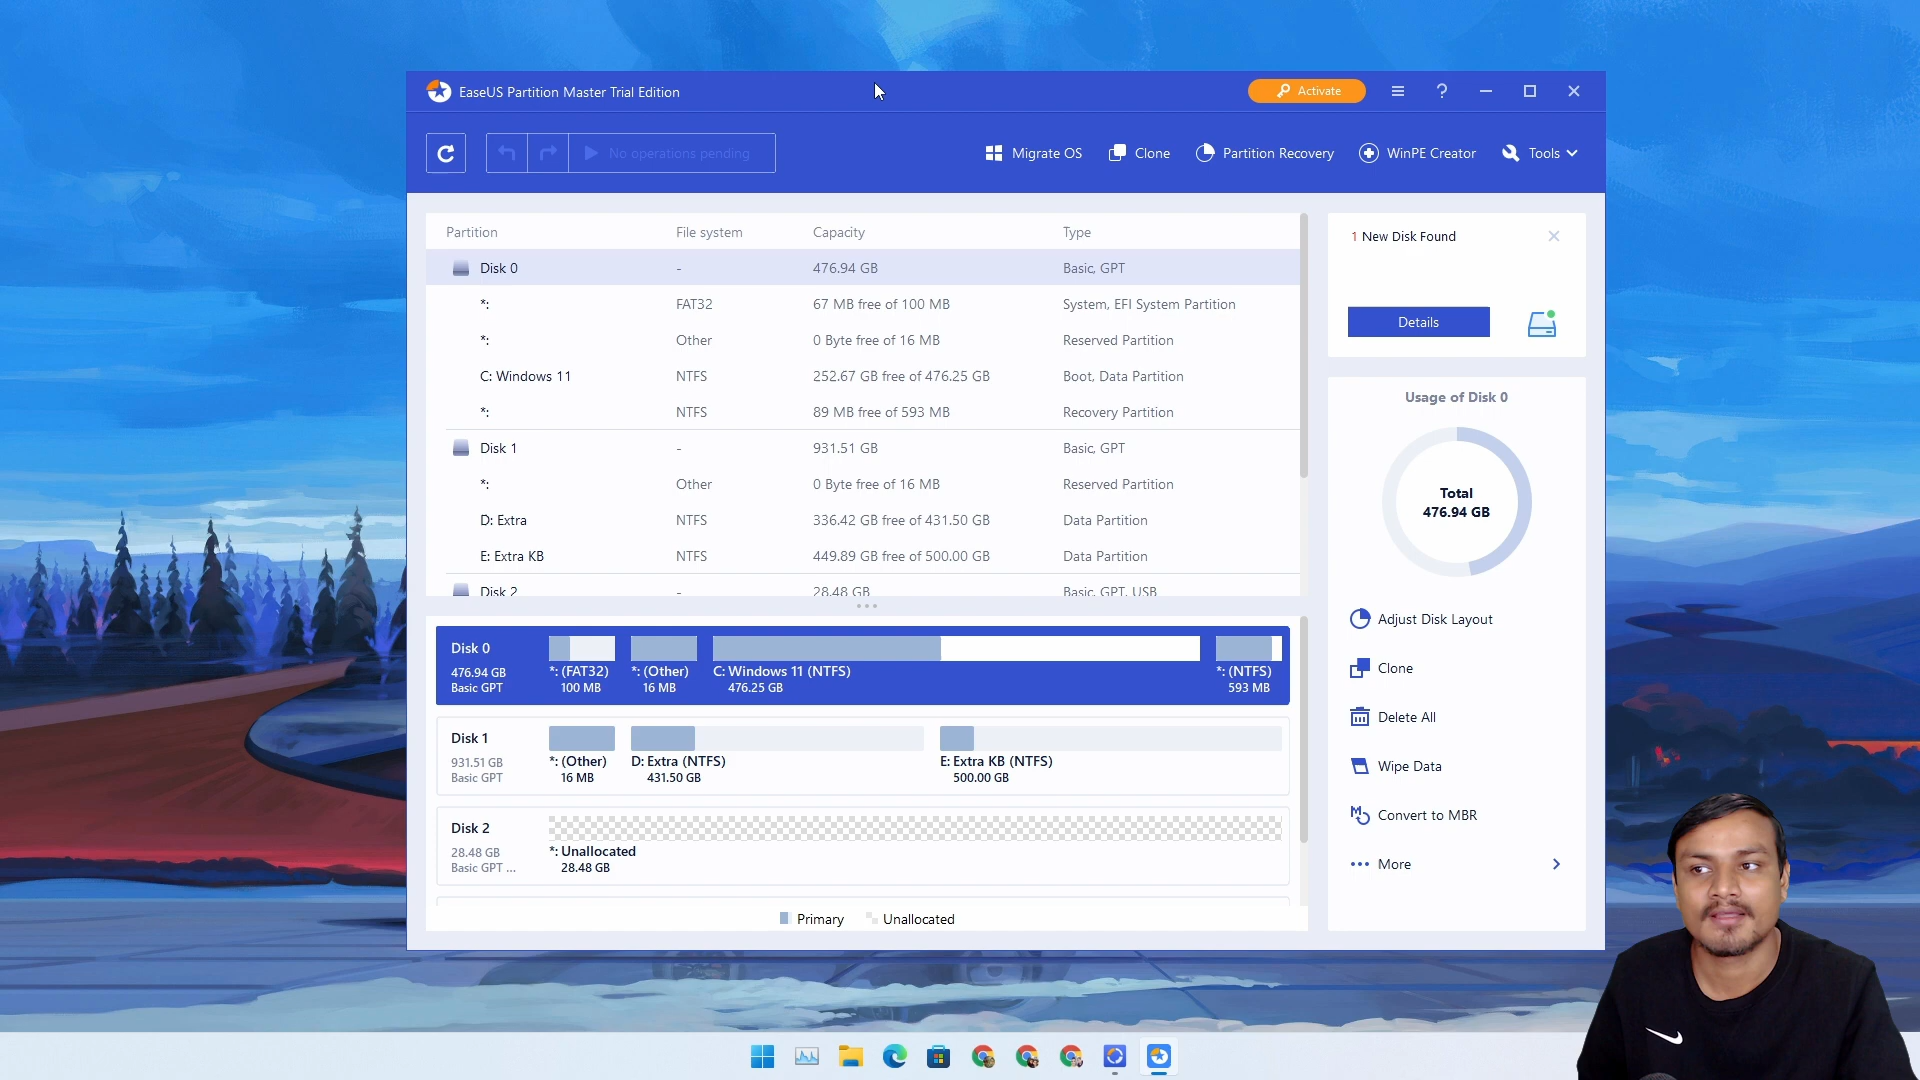 EaseUS Partition Master Trial Edition
Activate
No operations pending
Migrate OS
Clone
Partition Recovery
WinPE Creator
Tools
Partition File system Capacity Type
Disk 0 - 476.94 GB Basic, GPT
*: FAT32 67 MB free of 100 MB System, EFI System Partition
*: Other 0 Byte free of 16 MB Reserved Partition
C: Windows 11 NTFS 252.67 GB free of 476.25 GB Boot, Data Partition
*: NTFS 89 MB free of 593 MB Recovery Partition
Disk 1 - 931.51 GB Basic, GPT
*: Other 0 Byte free of 16 MB Reserved Partition
D: Extra NTFS 336.42 GB free of 431.50 GB Data Partition
E: Extra KB NTFS 449.89 GB free of 500.00 GB Data Partition
Disk 2 - 28.48 GB Basic, GPT, USB
Disk 0
476.94 GB
Basic GPT
*: (FAT32)
100 MB
*: (Other)
16 MB
C: Windows 11 (NTFS)
476.25 GB
*: (NTFS)
593 MB
Disk 1
931.51 GB
Basic GPT
*: (Other)
16 MB
D: Extra (NTFS)
431.50 GB
E: Extra KB (NTFS)
500.00 GB
Disk 2
28.48 GB
Basic GPT ...
*: Unallocated
28.48 GB
Primary
Unallocated
1 New Disk Found
Details
Usage of Disk 0
Total
476.94 GB
Adjust Disk Layout
Clone
Delete All
Wipe Data
Convert to MBR
More